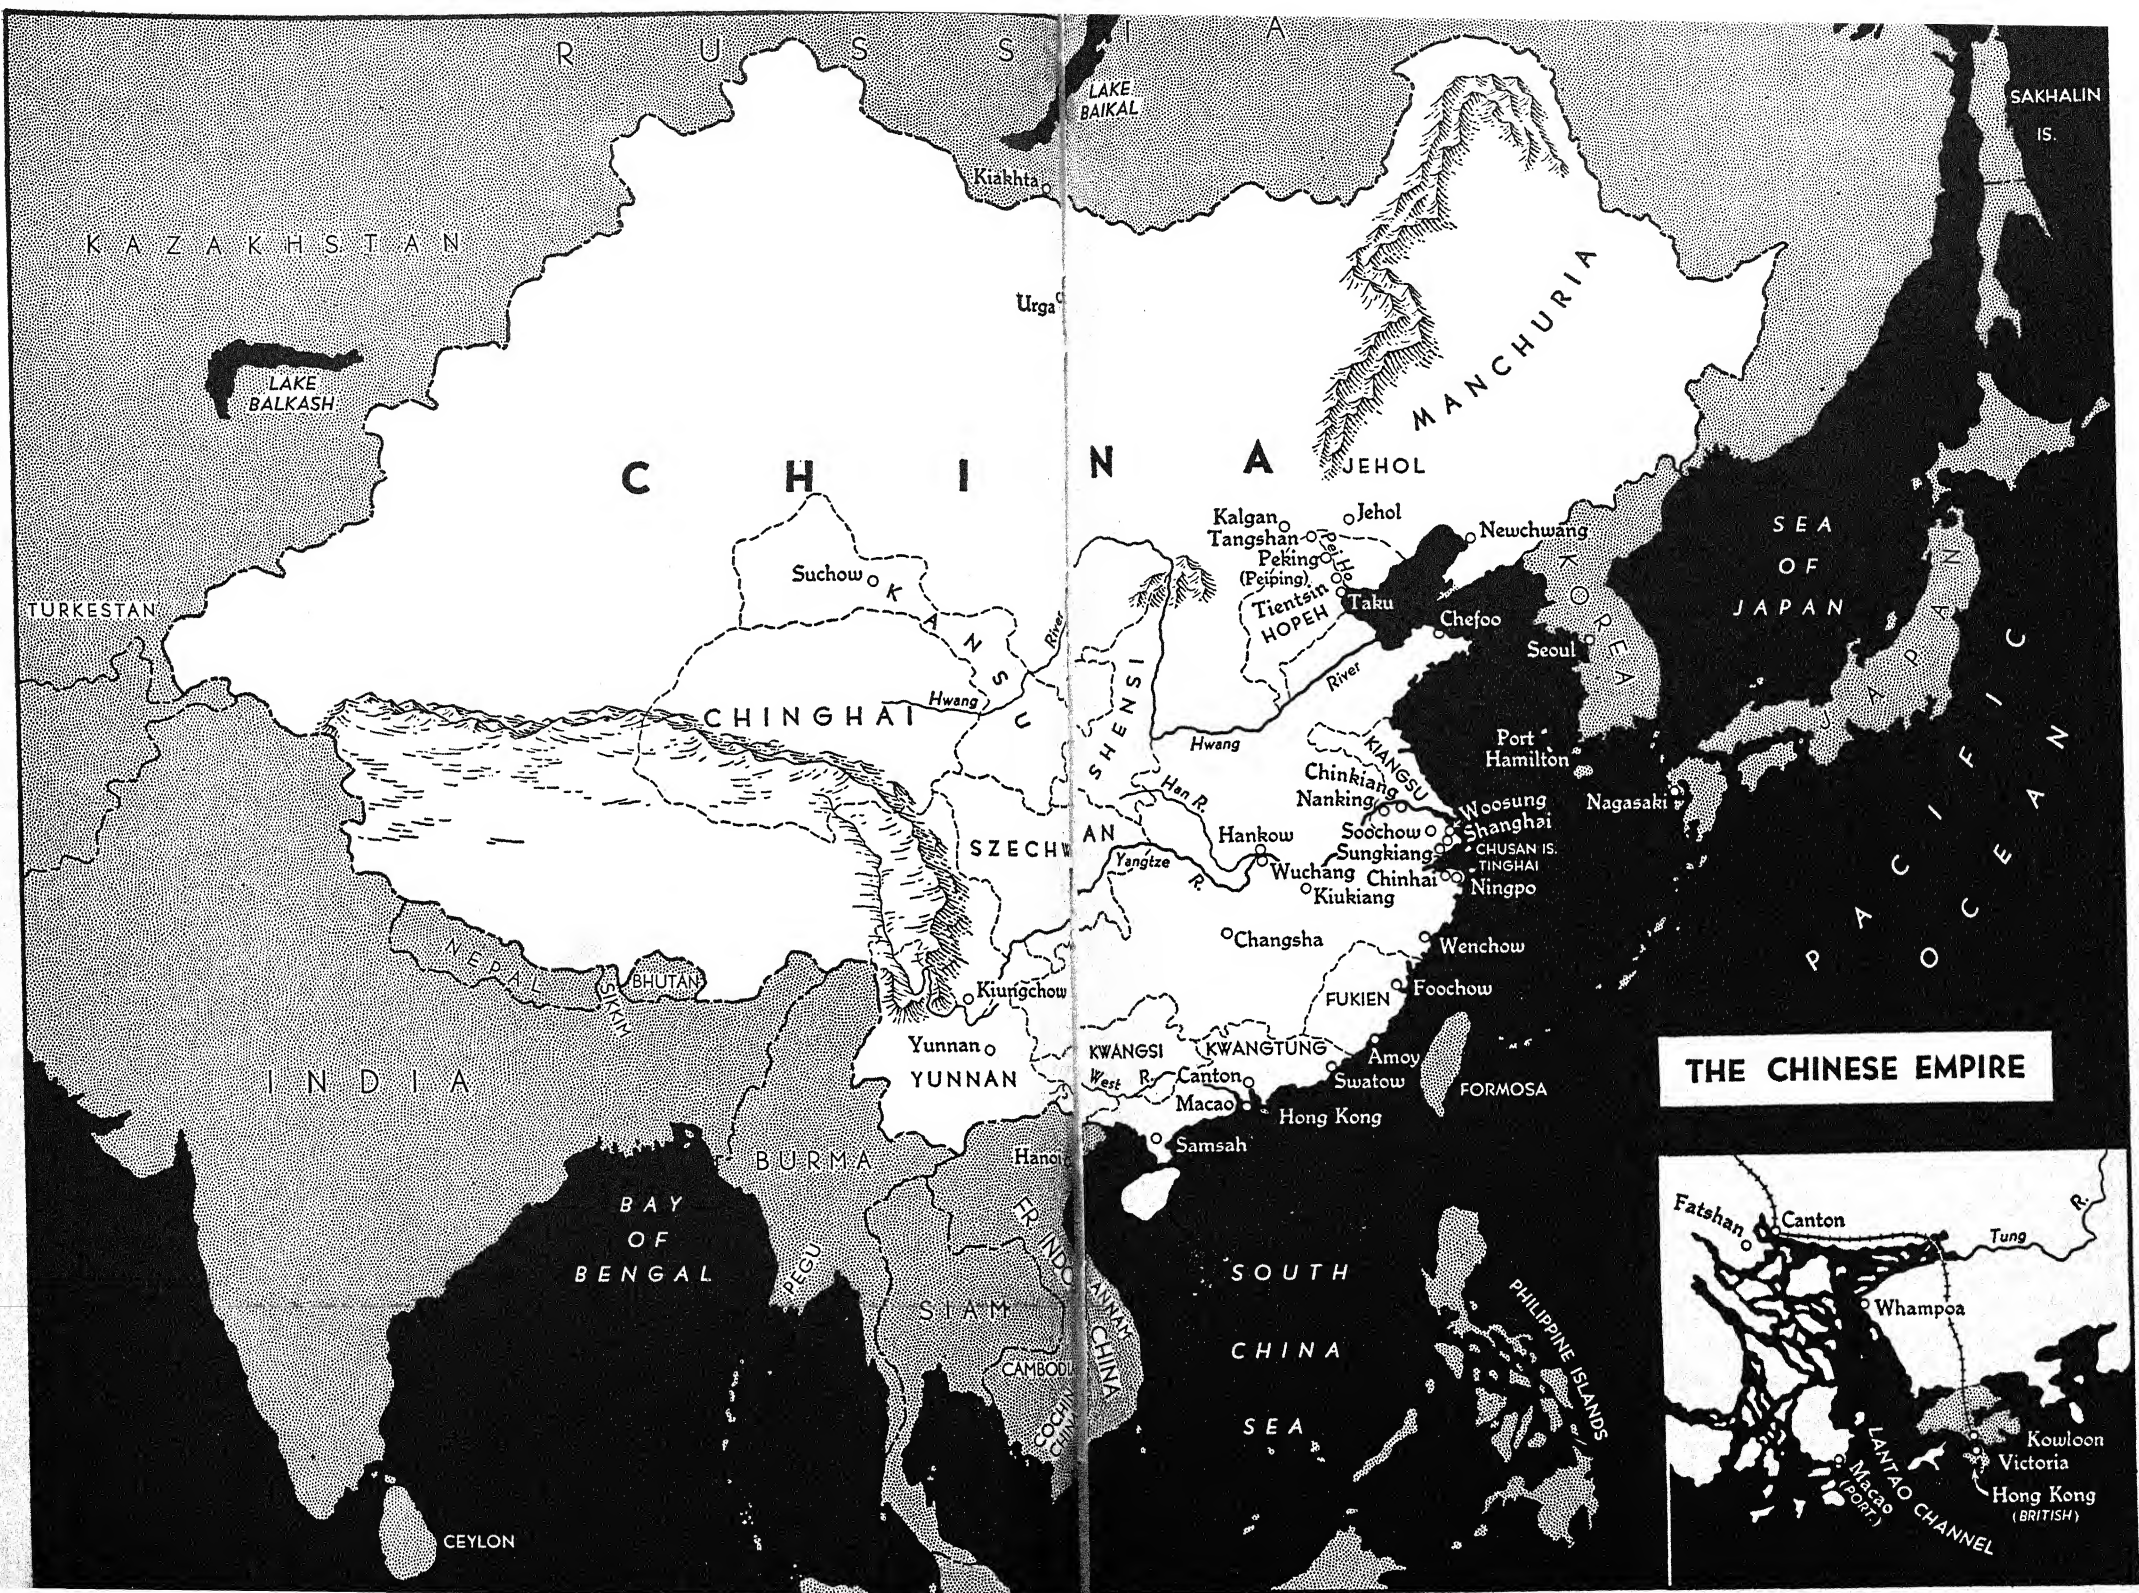 R U S S I A
LAKE
BAIKAL
SAKHALIN
IS.
Kiakhta
KAZAKHSTAN
Urga
MANCHURIA
LAKE
BALKASH
CHINA
JEHOL
Kalgan
Jehol
Tangshan
Pei Ho
Newchwang
Peking
(Peiping)
Tientsin
Taku
HOPEH
Suchow
KANSU
TURKESTAN
River
Chefoo
KOREA
Seoul
SEA
OF
JAPAN
JAPAN
PACIFIC
OCEAN
CHINGHAI
Hwang
SHENSI
River
Hwang
KIANGSU
Port
Hamilton
Chinkiang
Nanking
Han R.
Woosung
Nagasaki
Soochow
Shanghai
Hankow
SZECHWAN
Sungkiang
CHUSAN IS.
Yangtze
R.
TINGHAI
Wuchang
Chinhai
Ningpo
Kiukiang
Changsha
Wenchow
NEPAL
SIKKIM
BHUTAN
Kiungchow
FUKIEN
Foochow
Yunnan
YUNNAN
KWANGSI
KWANGTUNG
Amoy
West R.
Canton
Swatow
FORMOSA
Macao
Hong Kong
INDIA
Samsah
Hanoi
BURMA
THE CHINESE EMPIRE
BAY
OF
BENGAL
PEGU
FR INDO CHINA
ANNAM
SIAM
CAMBODI
COCHIN
CHINA
SOUTH
CHINA
SEA
PHILIPPINE ISLANDS
CEYLON
Fatshan
Canton
Tung
R.
Whampoa
Kowloon
Victoria
Hong Kong
(BRITISH)
Macao
(PORT.)
LANTAO CHANNEL